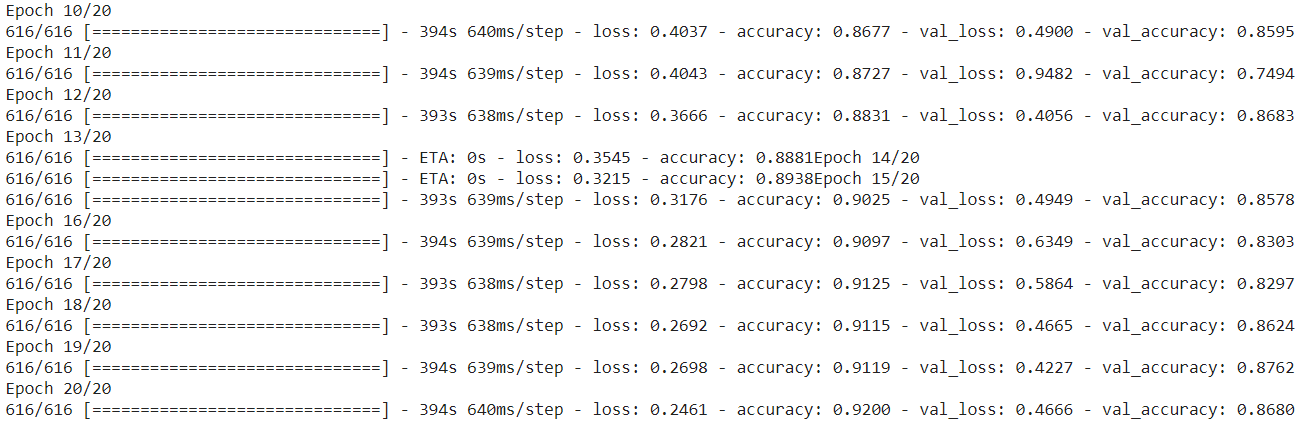 Epoch 10/20
616/616 [==============================] - 394s 640ms/step - loss: 0.4037 - accuracy: 0.8677 - val_loss: 0.4900 - val_accuracy: 0.8595
Epoch 11/20
616/616 [==============================] - 394s 639ms/step - loss: 0.4043 - accuracy: 0.8727 - val_loss: 0.9482 - val_accuracy: 0.7494
Epoch 12/20
616/616 [==============================] - 393s 638ms/step - loss: 0.3666 - accuracy: 0.8831 - val_loss: 0.4056 - val_accuracy: 0.8683
Epoch 13/20
616/616 [==============================] - ETA: 0s - loss: 0.3545 - accuracy: 0.8881Epoch 14/20
616/616 [==============================] - ETA: 0s - loss: 0.3215 - accuracy: 0.8938Epoch 15/20
616/616 [==============================] - 393s 639ms/step - loss: 0.3176 - accuracy: 0.9025 - val_loss: 0.4949 - val_accuracy: 0.8578
Epoch 16/20
616/616 [==============================] - 394s 639ms/step - loss: 0.2821 - accuracy: 0.9097 - val_loss: 0.6349 - val_accuracy: 0.8303
Epoch 17/20
616/616 [==============================] - 393s 638ms/step - loss: 0.2798 - accuracy: 0.9125 - val_loss: 0.5864 - val_accuracy: 0.8297
Epoch 18/20
616/616 [==============================] - 393s 638ms/step - loss: 0.2692 - accuracy: 0.9115 - val_loss: 0.4665 - val_accuracy: 0.8624
Epoch 19/20
616/616 [==============================] - 394s 639ms/step - loss: 0.2698 - accuracy: 0.9119 - val_loss: 0.4227 - val_accuracy: 0.8762
Epoch 20/20
616/616 [==============================] - 394s 640ms/step - loss: 0.2461 - accuracy: 0.9200 - val_loss: 0.4666 - val_accuracy: 0.8680